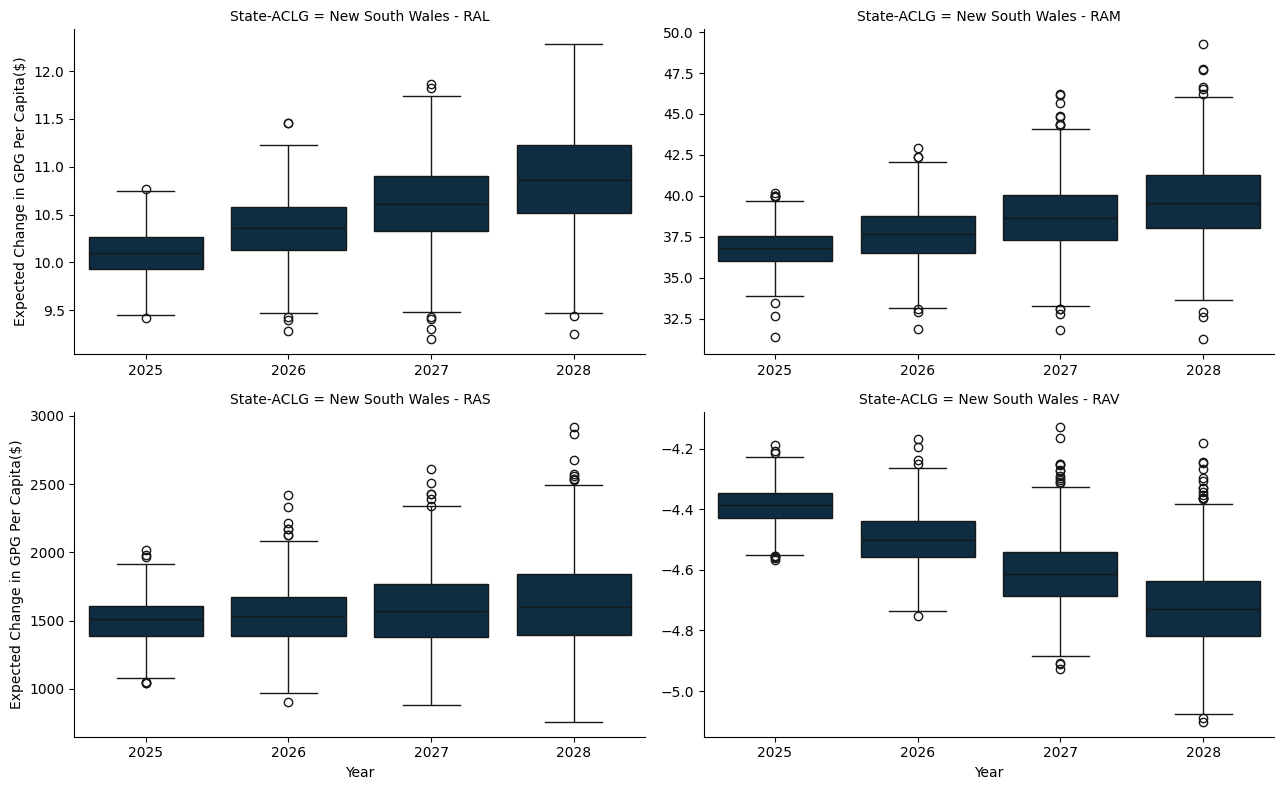 State-ACLG = New South Wales - RAL
Expected Change in GPG Per Capita($)
12.0
11.5
11.0
10.5
10.0
9.5
2025 2026 2027 2028
State-ACLG = New South Wales - RAM
50.0
47.5
45.0
42.5
40.0
37.5
35.0
32.5
2025 2026 2027 2028
State-ACLG = New South Wales - RAS
Expected Change in GPG Per Capita($)
3000
2500
2000
1500
1000
2025 2026 2027 2028
Year
State-ACLG = New South Wales - RAV
−4.2
−4.4
−4.6
−4.8
−5.0
2025 2026 2027 2028
Year